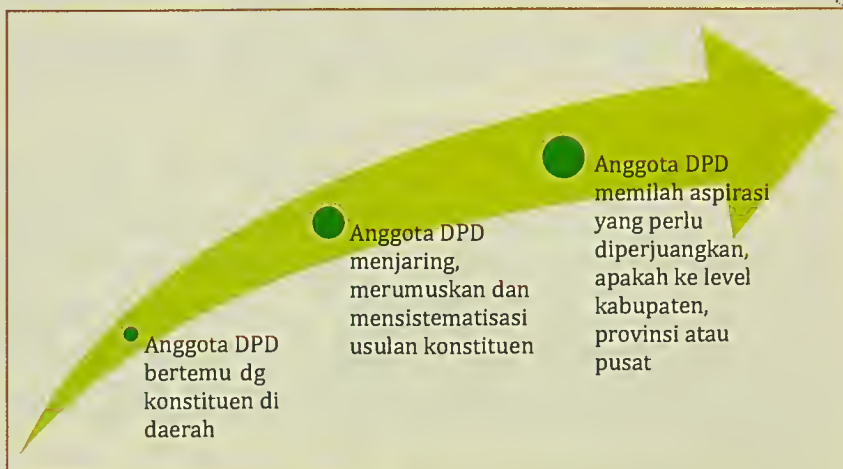 Anggota DPD
bertemu dg
konstituen di
daerah
Anggota DPD
menjaring,
merumuskan dan
mensistematisasi
usulan konstituen
Anggota DPD
memilah aspirasi
yang perlu
diperjuangkan,
apakah ke level
kabupaten,
provinsi atau
pusat